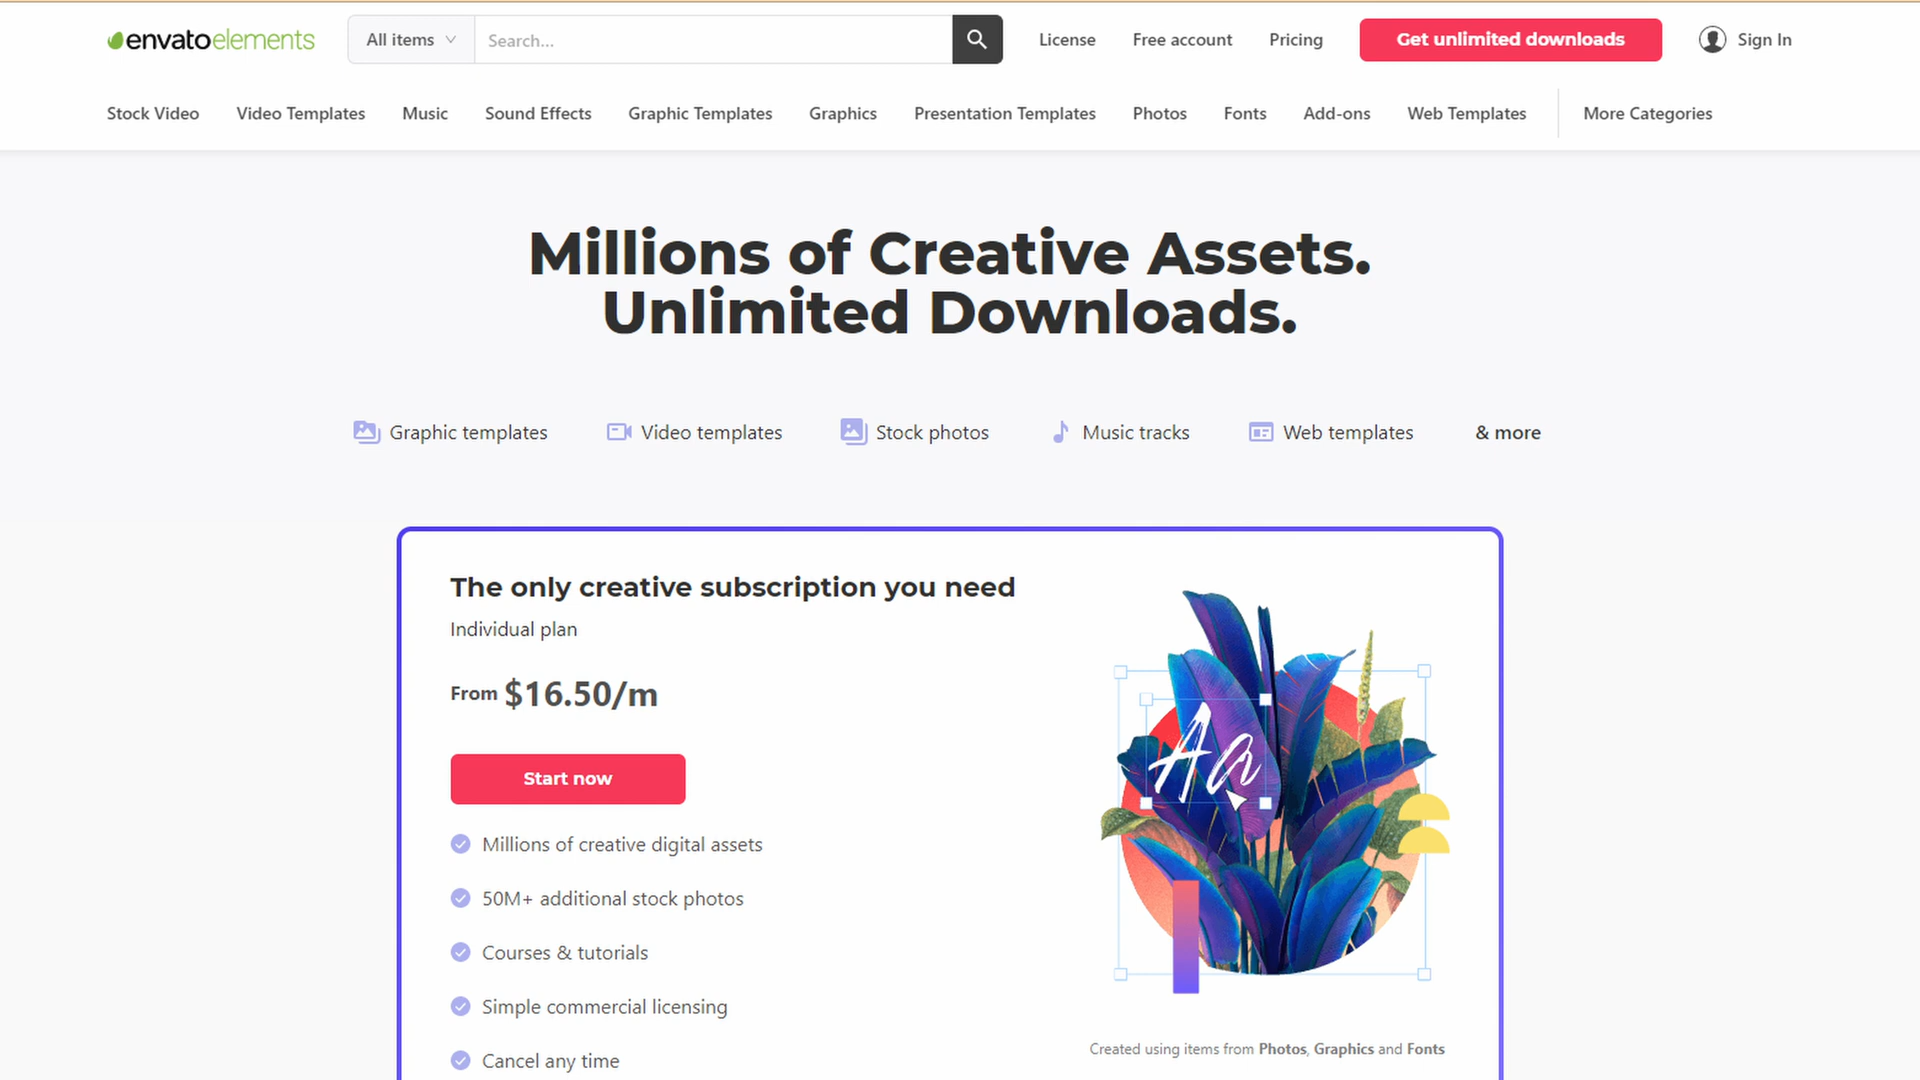 envatoelements
All items
Search...
License
Free account
Pricing
Get unlimited downloads
Sign In
Stock Video
Video Templates
Music
Sound Effects
Graphic Templates
Graphics
Presentation Templates
Photos
Fonts
Add-ons
Web Templates
More Categories
Millions of Creative Assets.
Unlimited Downloads.
Graphic templates
Video templates
Stock photos
Music tracks
Web templates
& more
The only creative subscription you need
Individual plan
From $16.50/m
Start now
Millions of creative digital assets
50M+ additional stock photos
Courses & tutorials
Simple commercial licensing
Cancel any time
Aa
Created using items from Photos, Graphics and Fonts